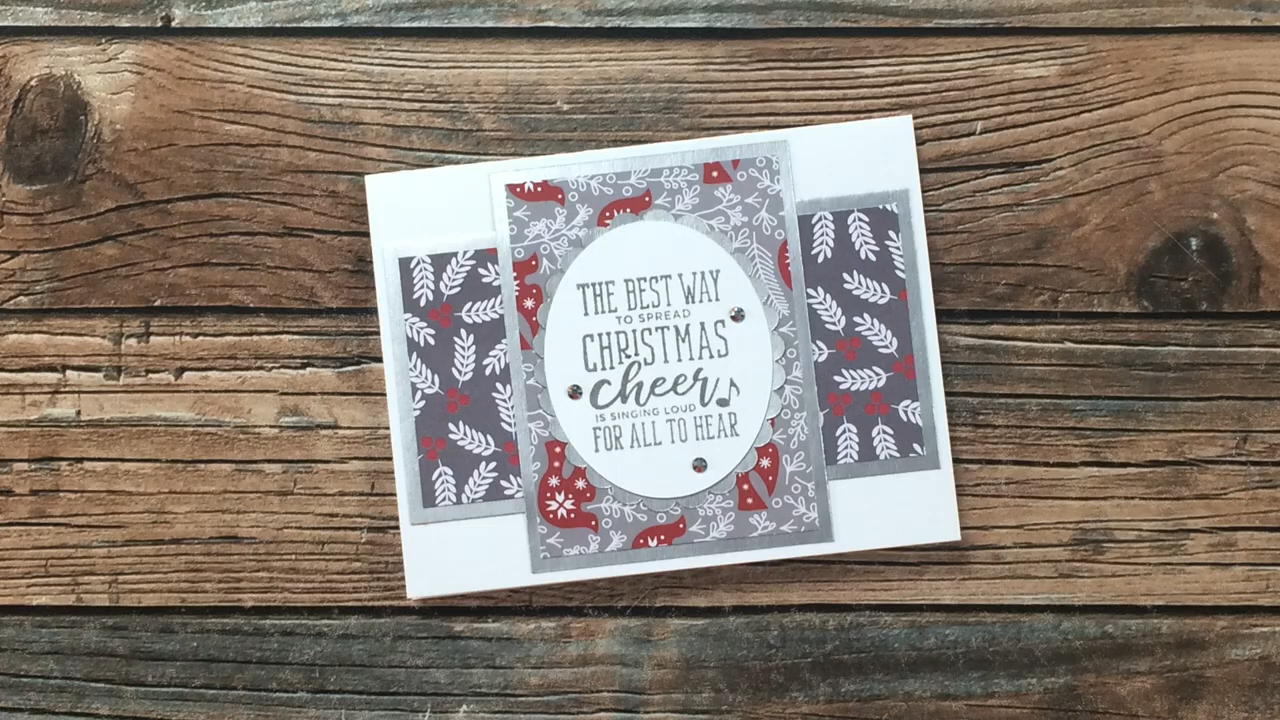 THE BEST WAY
TO SPREAD
CHRISTMAS
cheer
IS SINGING LOUD
FOR ALL TO HEAR